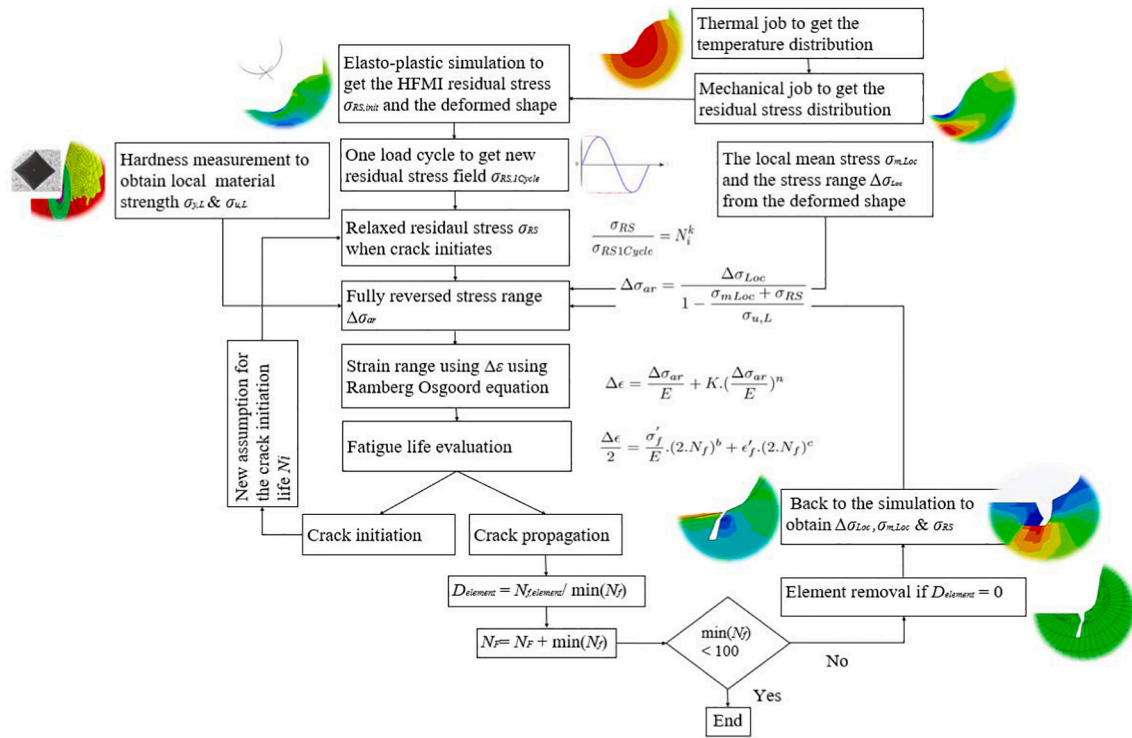 Thermal job to get the
temperature distribution
Elasto-plastic simulation to
get the HFMI residual stress
σRS,init and the deformed shape
Mechanical job to get the
residual stress distribution
Hardness measurement to
obtain local material
strength σy,L & σu,L
One load cycle to get new
residual stress field σRS,1Cycle
The local mean stress σm,Loc
and the stress range ΔσLoc
from the deformed shape
Relaxed residaul stress σRS
when crack initiates
σRS / σRS1Cycle = N_i^k
Fully reversed stress range
Δσar
Δσar = ΔσLoc / (1 − (σmLoc + σRS) / σu,L)
Strain range using Δε using
Ramberg Osgoord equation
Δϵ = Δσar / E + K.(Δσar / E)^n
New assumption for
the crack initiation
life Ni
Fatigue life evaluation
Δϵ / 2 = σ′f / E .(2.Nf)^b + ϵ′f.(2.Nf)^c
Back to the simulation to
obtain ΔσLoc, σm,Loc & σRS
Crack initiation
Crack propagation
Delement = Nf,element/ min(Nf)
Element removal if Delement = 0
NF= NF + min(Nf)
min(Nf)
< 100
No
Yes
End